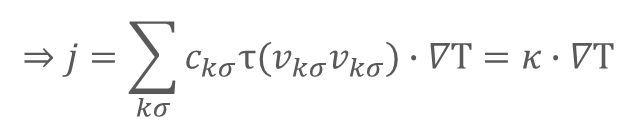 ⇒ j = ∑_{kσ} c_{kσ}τ(v_{kσ}v_{kσ}) · ∇T = κ · ∇T